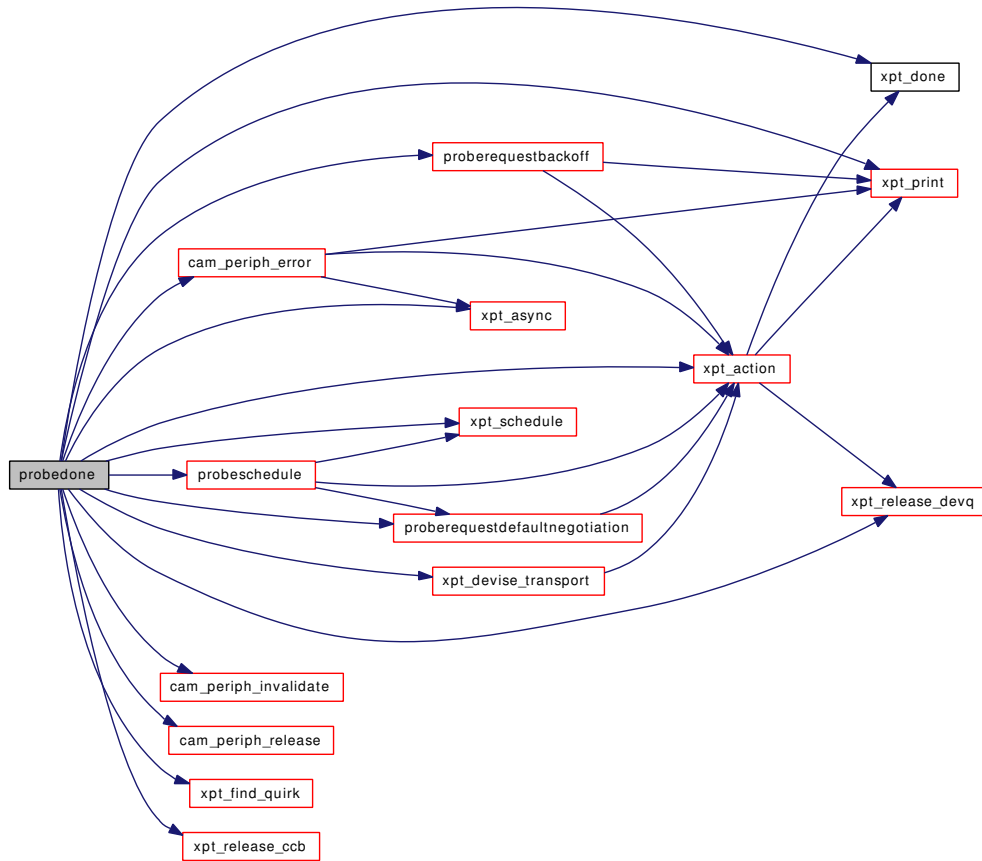 xpt_done
proberequestbackoff
xpt_print
cam_periph_error
xpt_async
xpt_action
xpt_schedule
probedone
probeschedule
xpt_release_devq
proberequestdefaultnegotiation
xpt_devise_transport
cam_periph_invalidate
cam_periph_release
xpt_find_quirk
xpt_release_ccb